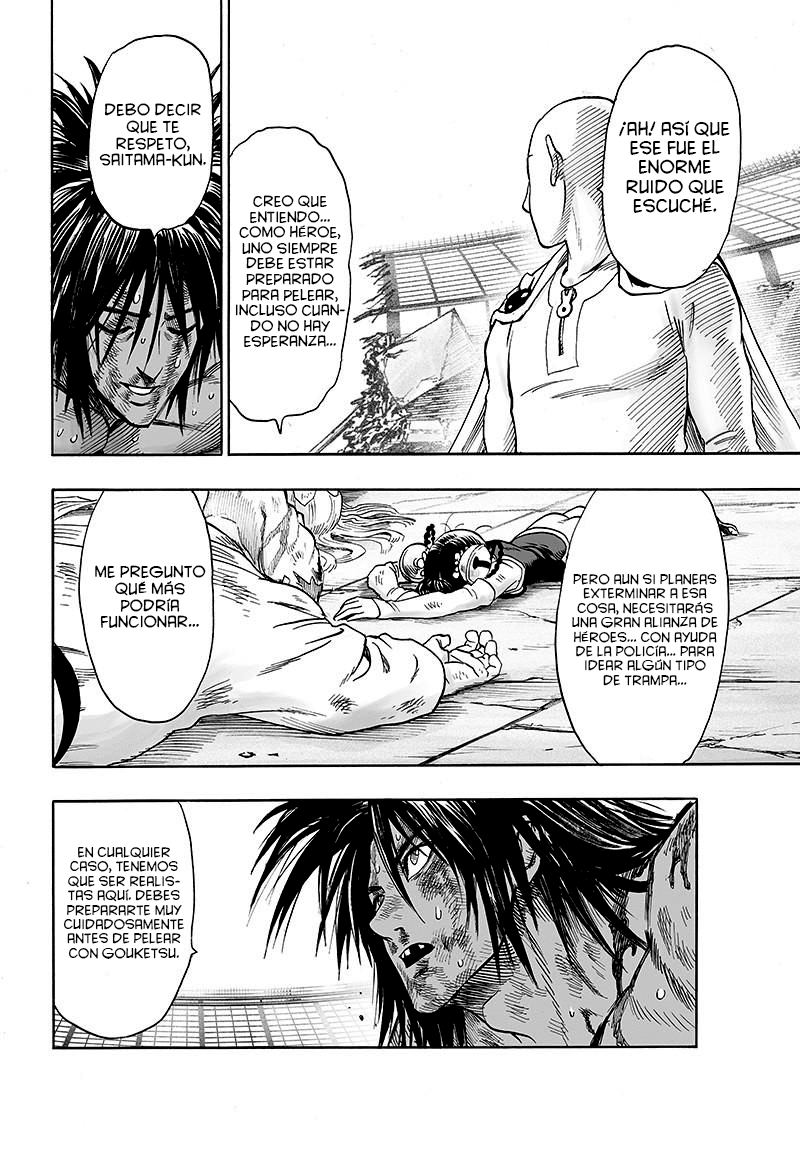 ¡AH! ASÍ QUE
ESE FUE EL
ENORME
RUIDO QUE
ESCUCHÉ.
CREO QUE
ENTIENDO...
COMO HÉROE,
UNO SIEMPRE
DEBE ESTAR
PREPARADO
PARA PELEAR,
INCLUSO CUAN-
DO NO HAY
ESPERANZA...
DEBO DECIR
QUE TE
RESPETO,
SAITAMA-KUN.
PERO AUN SI PLANEAS
EXTERMINAR A ESA
COSA, NECESITARÁS
UNA GRAN ALIANZA DE
HÉROES... CON AYUDA
DE LA POLICÍA... PARA
IDEAR ALGÚN TIPO
DE TRAMPA...
ME PREGUNTO
QUÉ MÁS
PODRÍA
FUNCIONAR...
EN CUALQUIER
CASO, TENEMOS
QUE SER REALIS-
TAS AQUÍ. DEBES
PREPARARTE MUY
CUIDADOSAMENTE
ANTES DE PELEAR
CON GOUKETSU.